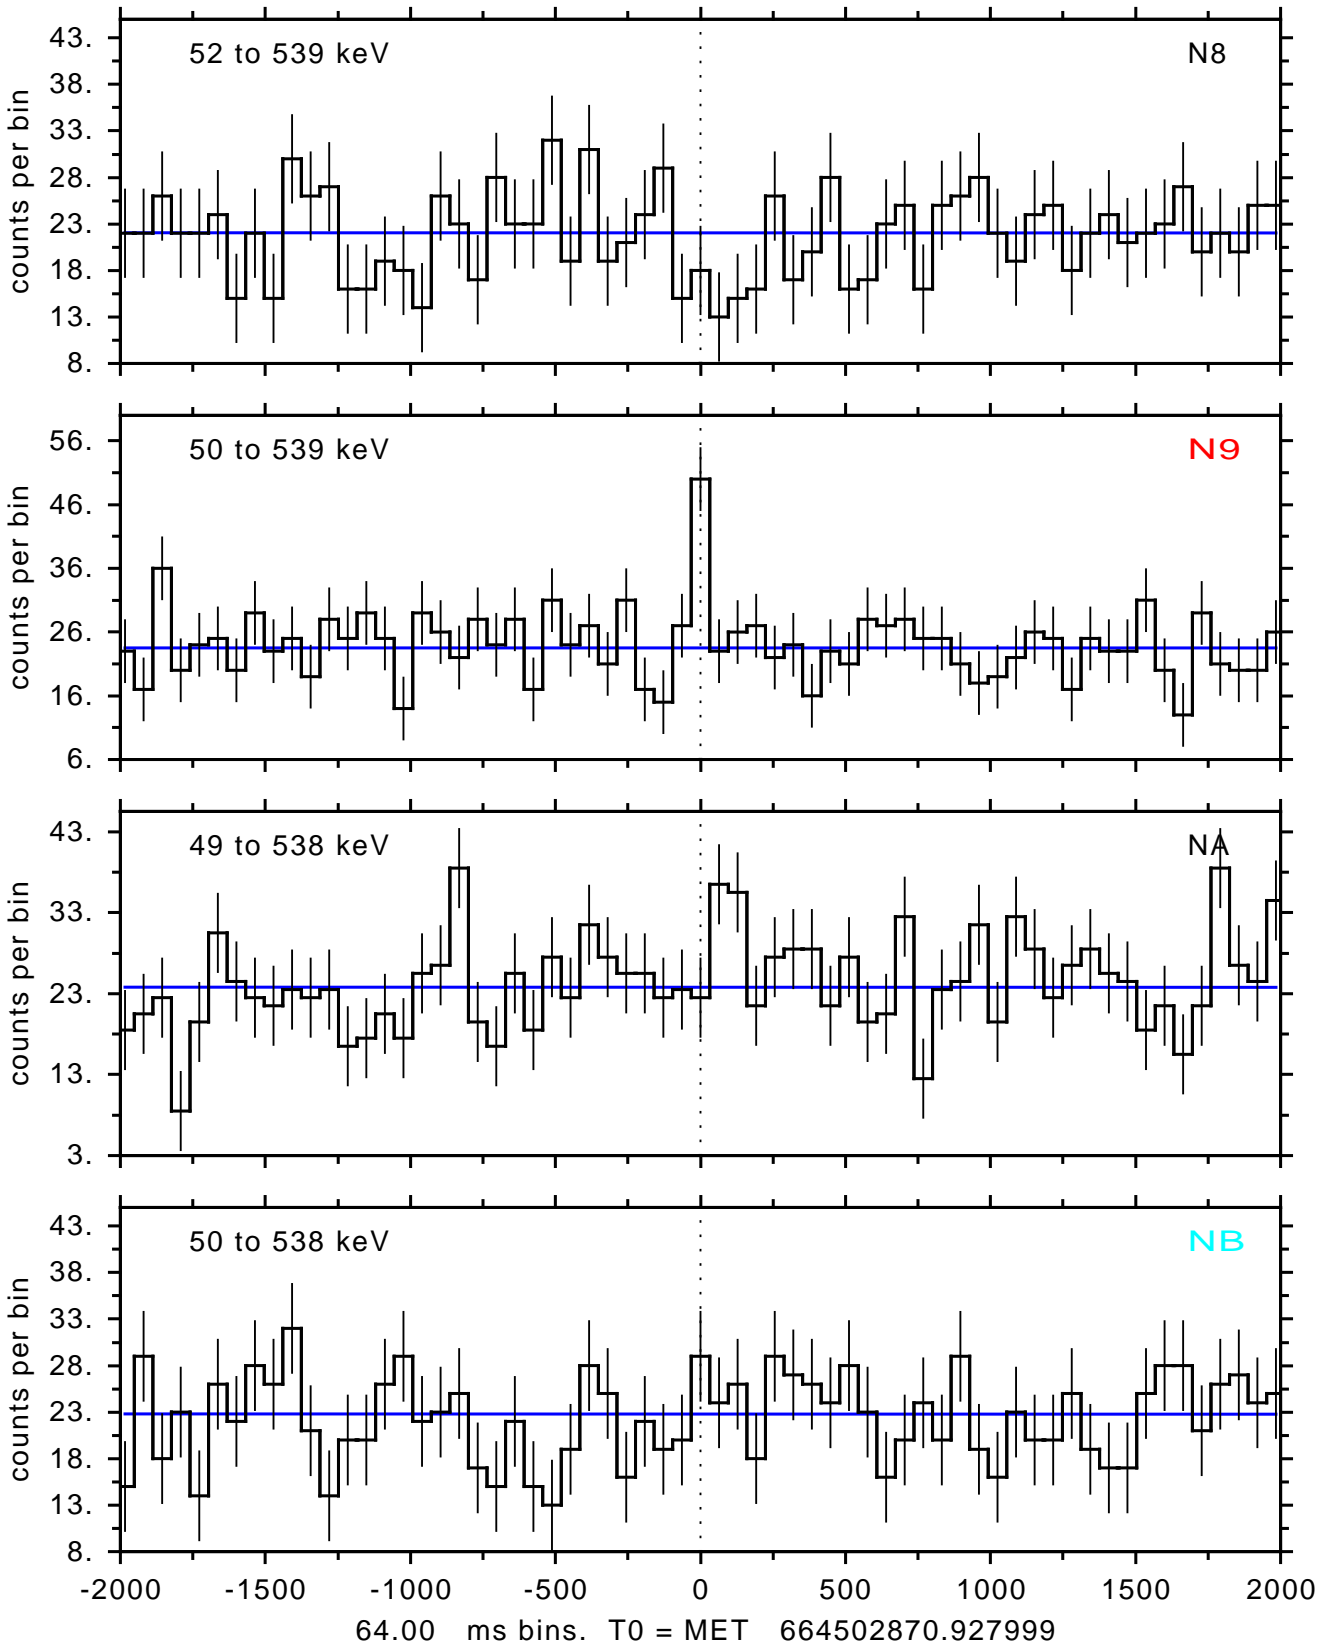 52 to 539 keV N8
counts per bin
43.
38.
33.
28.
23.
18.
13.
8.
50 to 539 keV N9
counts per bin
56.
46.
36.
26.
16.
6.
49 to 538 keV NA
counts per bin
43.
33.
23.
13.
3.
50 to 538 keV NB
counts per bin
43.
38.
33.
28.
23.
18.
13.
8.
-2000 -1500 -1000 -500 0 500 1000 1500 2000
64.00 ms bins. T0 = MET 664502870.927999